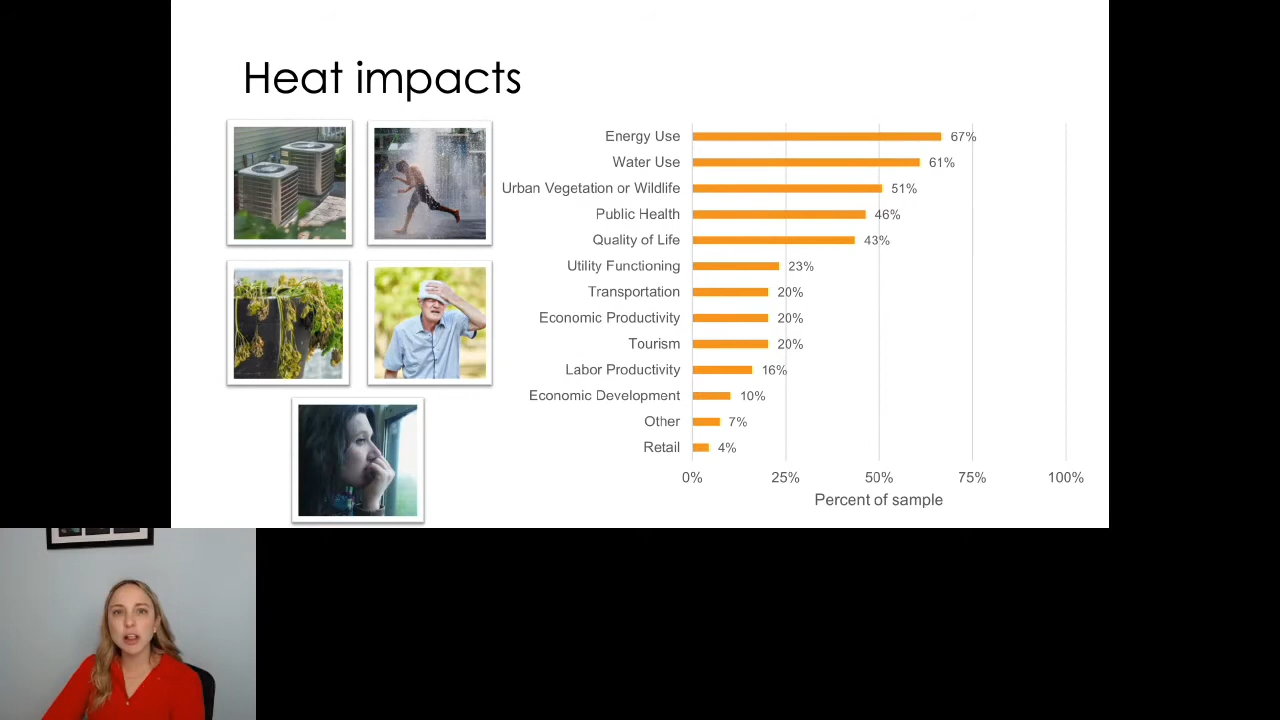 Heat impacts
Energy Use 67%
Water Use 61%
Urban Vegetation or Wildlife 51%
Public Health 46%
Quality of Life 43%
Utility Functioning 23%
Transportation 20%
Economic Productivity 20%
Tourism 20%
Labor Productivity 16%
Economic Development 10%
Other 7%
Retail 4%
0% 25% 50% 75% 100%
Percent of sample